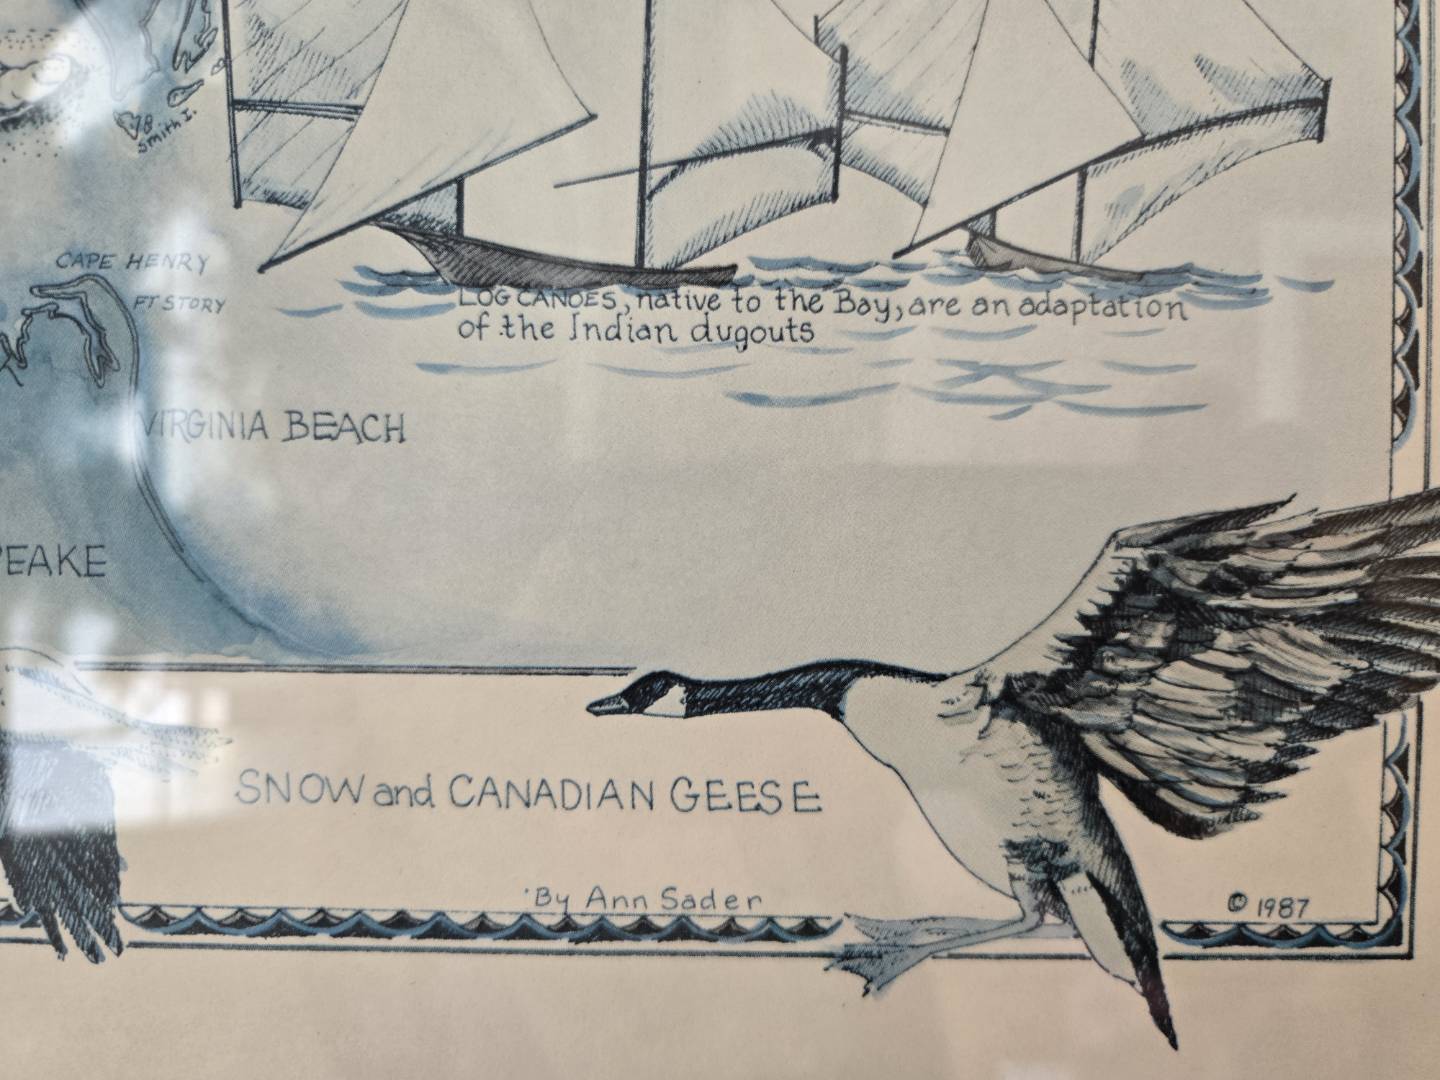 78
Smith I.
CAPE HENRY
FT STORY
LOG CANOES, native to the Bay, are an adaptation
of the Indian dugouts
VIRGINIA BEACH
PEAKE
SNOW and CANADIAN GEESE
By Ann Sader
© 1987